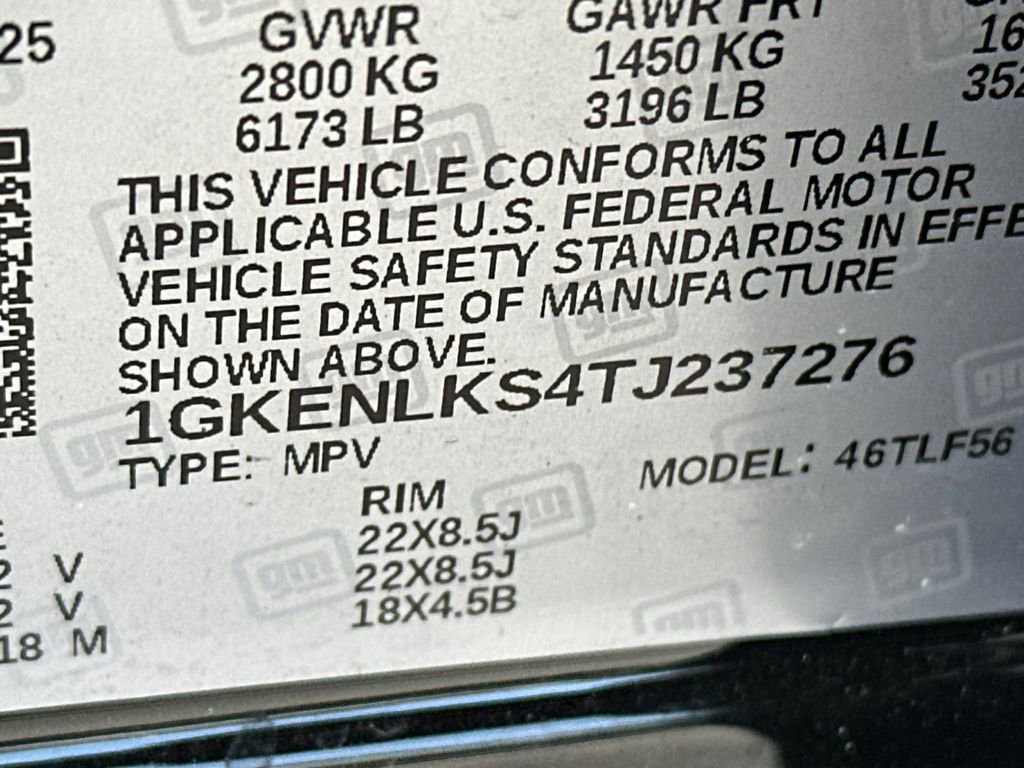 25 GVWR GAWR FRT
2800 KG 1450 KG 16
6173 LB 3196 LB 352
THIS VEHICLE CONFORMS TO ALL
APPLICABLE U.S. FEDERAL MOTOR
VEHICLE SAFETY STANDARDS IN EFFE
ON THE DATE OF MANUFACTURE
SHOWN ABOVE.
1GKENLKS4TJ237276
TYPE: MPV MODEL: 46TLF56
RIM
22X8.5J
V 22X8.5J
V 18X4.5B
18 M
gm